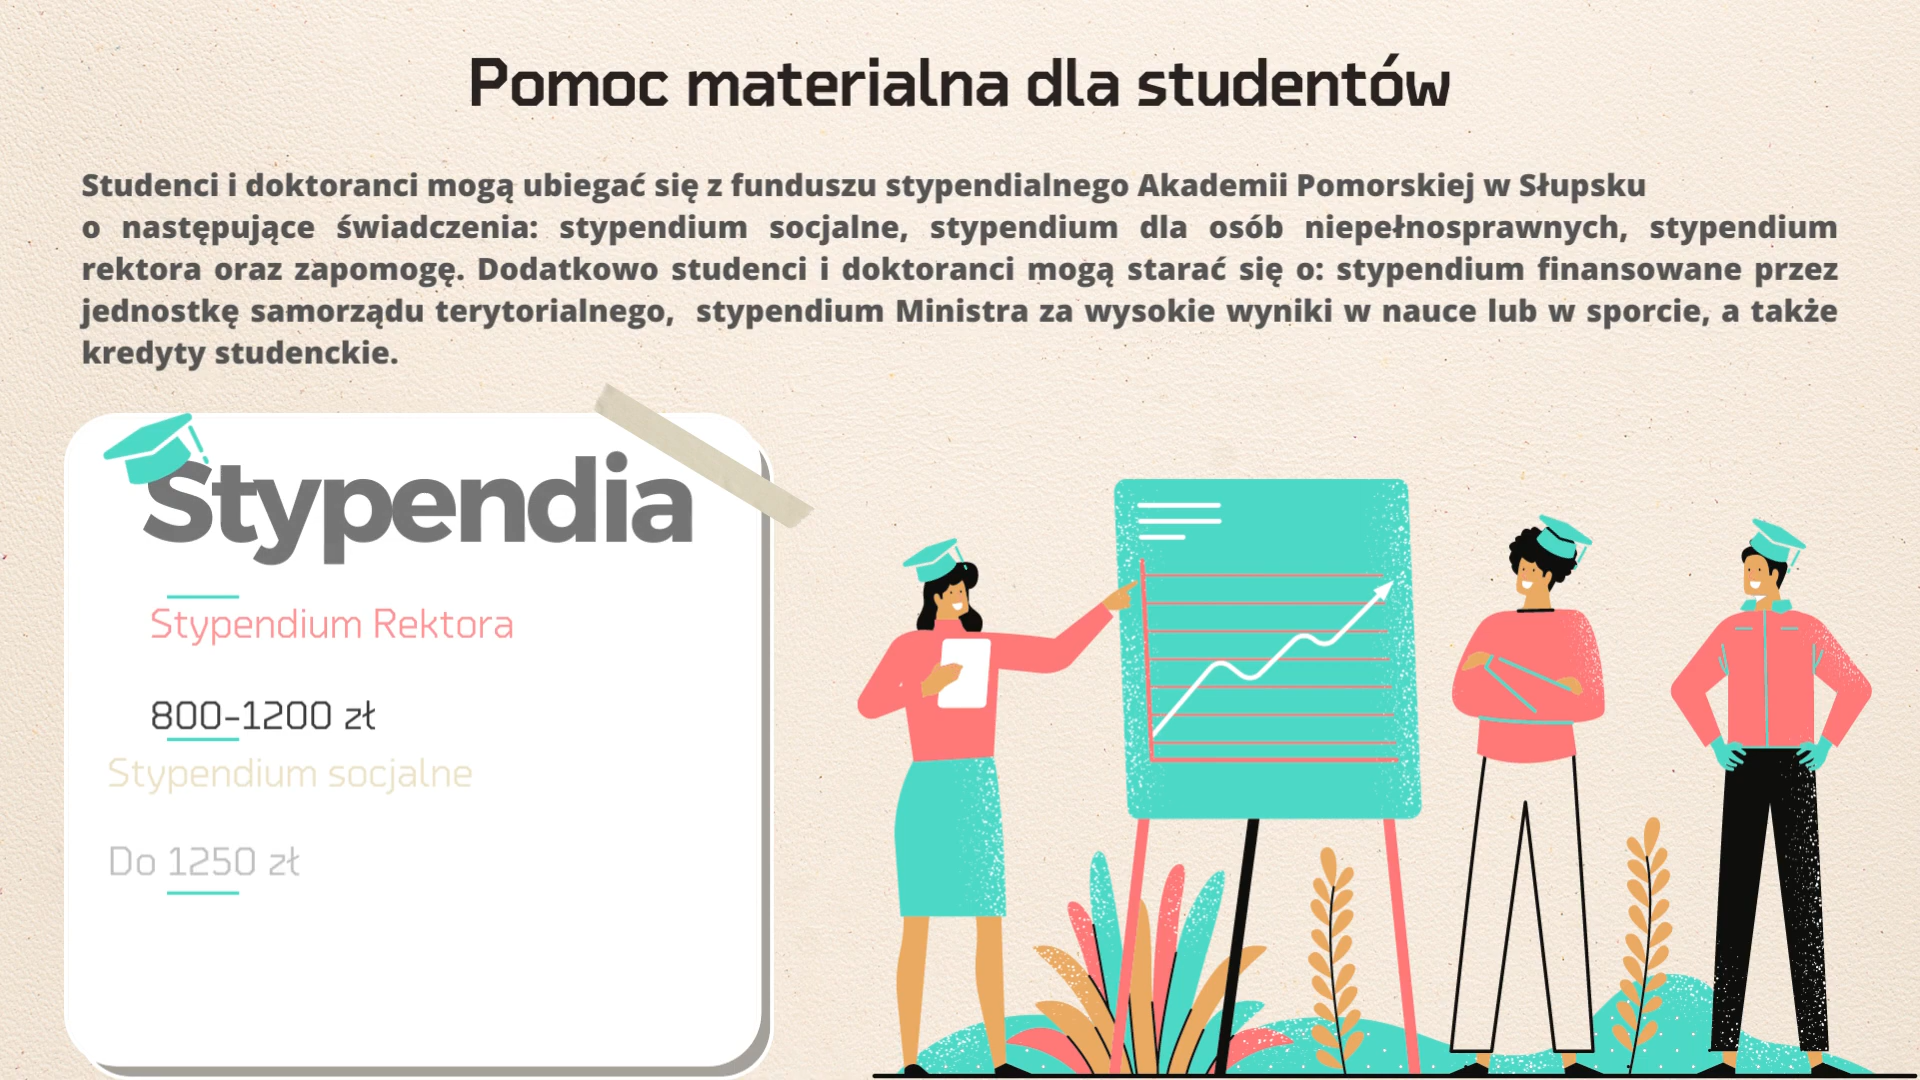 Pomoc materialna dla studentów
Studenci i doktoranci mogą ubiegać się z funduszu stypendialnego Akademii Pomorskiej w Słupsku
o następujące świadczenia: stypendium socjalne, stypendium dla osób niepełnosprawnych, stypendium
rektora oraz zapomogę. Dodatkowo studenci i doktoranci mogą starać się o: stypendium finansowane przez
jednostkę samorządu terytorialnego, stypendium Ministra za wysokie wyniki w nauce lub w sporcie, a także
kredyty studenckie.
Stypendia
Stypendium Rektora
800-1200 zł
Stypendium socjalne
Do 1250 zł